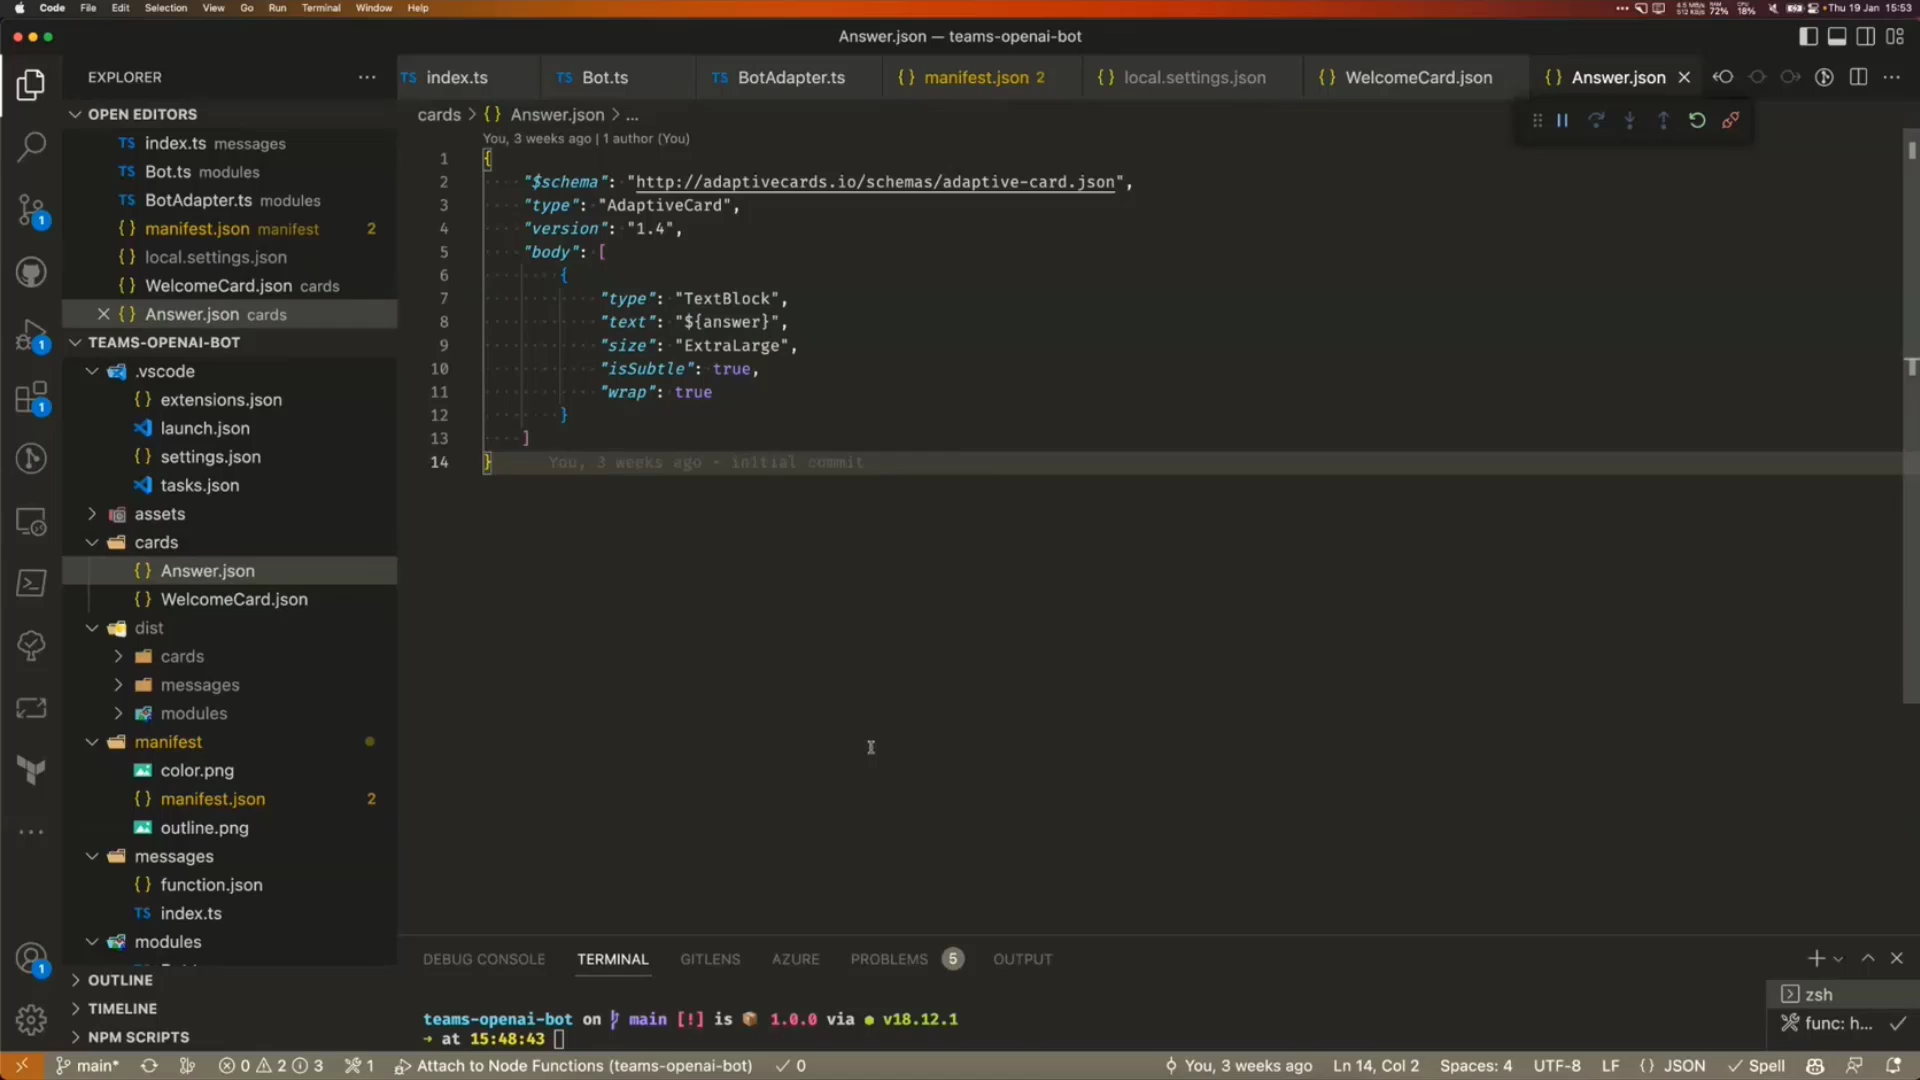 Code File Edit Selection View Go Run Terminal Window Help
72% 18% Thu 19 Jan 15:53
Answer.json — teams-openai-bot
EXPLORER
index.ts
Bot.ts
BotAdapter.ts
manifest.json 2
local.settings.json
WelcomeCard.json
Answer.json
OPEN EDITORS
TS index.ts messages
TS Bot.ts modules
TS BotAdapter.ts modules
{} manifest.json manifest 2
{} local.settings.json
{} WelcomeCard.json cards
{} Answer.json cards
TEAMS-OPENAI-BOT
.vscode
{} extensions.json
launch.json
{} settings.json
tasks.json
assets
cards
{} Answer.json
{} WelcomeCard.json
dist
cards
messages
modules
manifest
color.png
{} manifest.json 2
outline.png
messages
{} function.json
TS index.ts
modules
OUTLINE
TIMELINE
NPM SCRIPTS
cards > {} Answer.json > ...
You, 3 weeks ago | 1 author (You)
1 {
2 "$schema": "http://adaptivecards.io/schemas/adaptive-card.json",
3 "type": "AdaptiveCard",
4 "version": "1.4",
5 "body": [
6 {
7 "type": "TextBlock",
8 "text": "${answer}",
9 "size": "ExtraLarge",
10 "isSubtle": true,
11 "wrap": true
12 }
13 ]
14 } You, 3 weeks ago • initial commit
DEBUG CONSOLE TERMINAL GITLENS AZURE PROBLEMS 5 OUTPUT
teams-openai-bot on main [!] is 1.0.0 via v18.12.1
→ at 15:48:43
zsh
func: h...
main* 0 2 3 1 Attach to Node Functions (teams-openai-bot) 0 You, 3 weeks ago Ln 14, Col 2 Spaces: 4 UTF-8 LF {} JSON Spell